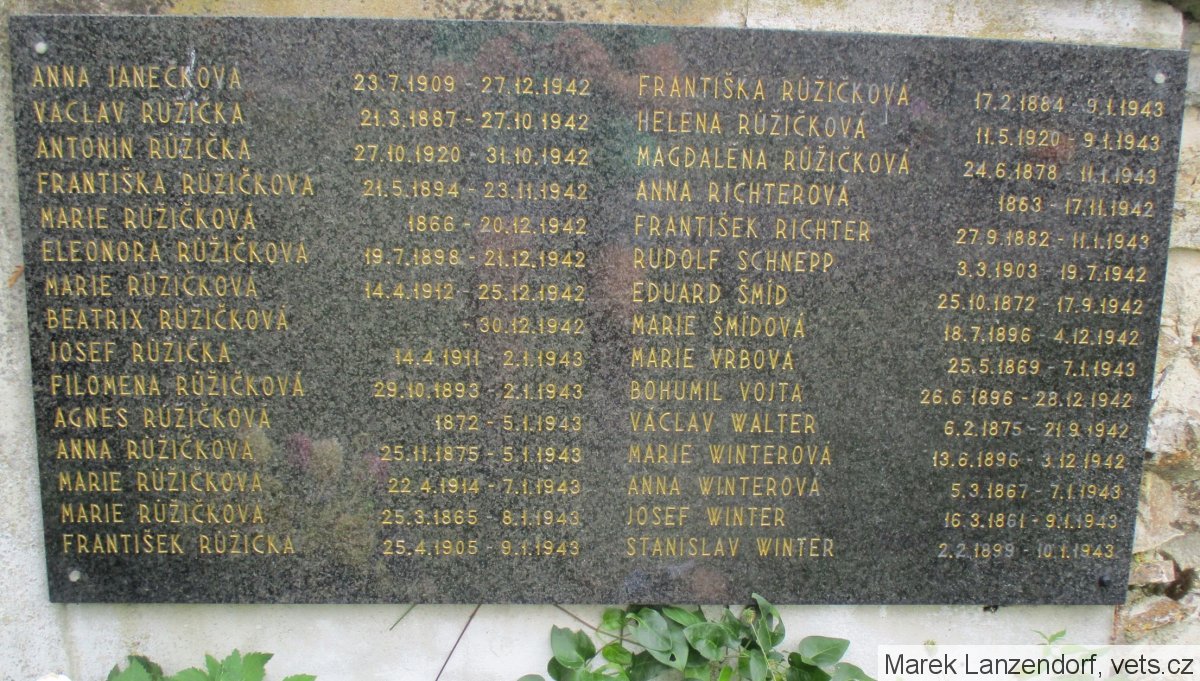 ANNA JANEČKOVÁ 23.7.1909 - 27.12.1942
VÁCLAV RŮŽIČKA 21.3.1887 - 27.10.1942
ANTONÍN RŮŽIČKA 27.10.1920 - 31.10.1942
FRANTIŠKA RŮŽIČKOVÁ 21.5.1894 - 23.11.1942
MARIE RŮŽIČKOVÁ 1866 - 20.12.1942
ELEONORA RŮŽIČKOVÁ 19.7.1898 - 21.12.1942
MARIE RŮŽIČKOVÁ 14.4.1912 - 25.12.1942
BEATRIX RŮŽIČKOVÁ - 30.12.1942
JOSEF RŮŽIČKA 14.4.1911 - 2.1.1943
FILOMENA RŮŽIČKOVÁ 29.10.1893 - 2.1.1943
AGNES RŮŽIČKOVÁ 1872 - 5.1.1943
ANNA RŮŽIČKOVÁ 25.11.1875 - 5.1.1943
MARIE RŮŽIČKOVÁ 22.4.1914 - 7.1.1943
MARIE RŮŽIČKOVÁ 25.3.1865 - 8.1.1943
FRANTIŠEK RŮŽIČKA 25.4.1905 - 9.1.1943
FRANTIŠKA RŮŽIČKOVÁ 17.2.1884 - 9.1.1943
HELENA RŮŽIČKOVÁ 11.5.1920 - 9.1.1943
MAGDALÉNA RŮŽIČKOVÁ 24.6.1878 - 11.1.1943
ANNA RICHTEROVÁ 1863 - 17.11.1942
FRANTIŠEK RICHTER 27.9.1882 - 11.1.1943
RUDOLF SCHNEPP 3.3.1903 - 19.7.1942
EDUARD ŠMÍD 25.10.1872 - 17.9.1942
MARIE ŠMÍDOVÁ 18.7.1896 - 4.12.1942
MARIE VRBOVÁ 25.5.1869 - 7.1.1943
BOHUMIL VOJTA 26.6.1896 - 28.12.1942
VÁCLAV WALTER 6.2.1875 - 21.9.1942
MARIE WINTEROVÁ 13.6.1896 - 3.12.1942
ANNA WINTEROVÁ 5.3.1867 - 7.1.1943
JOSEF WINTER 16.3.1861 - 9.1.1943
STANISLAV WINTER 2.2.1899 - 10.1.1943
Marek Lanzendorf, vets.cz